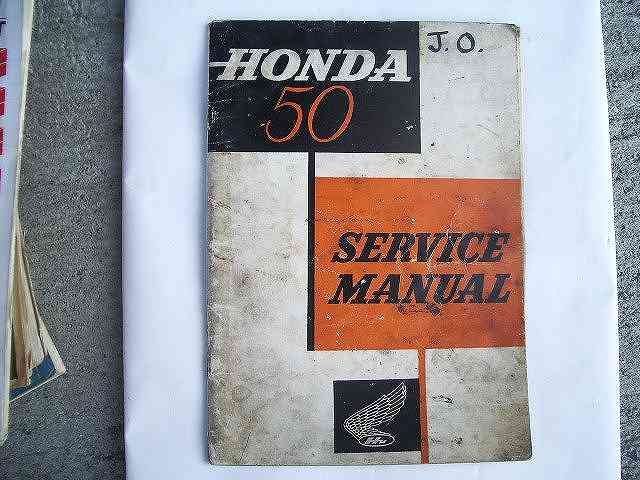 J.O.
HONDA
50
SERVICE
MANUAL